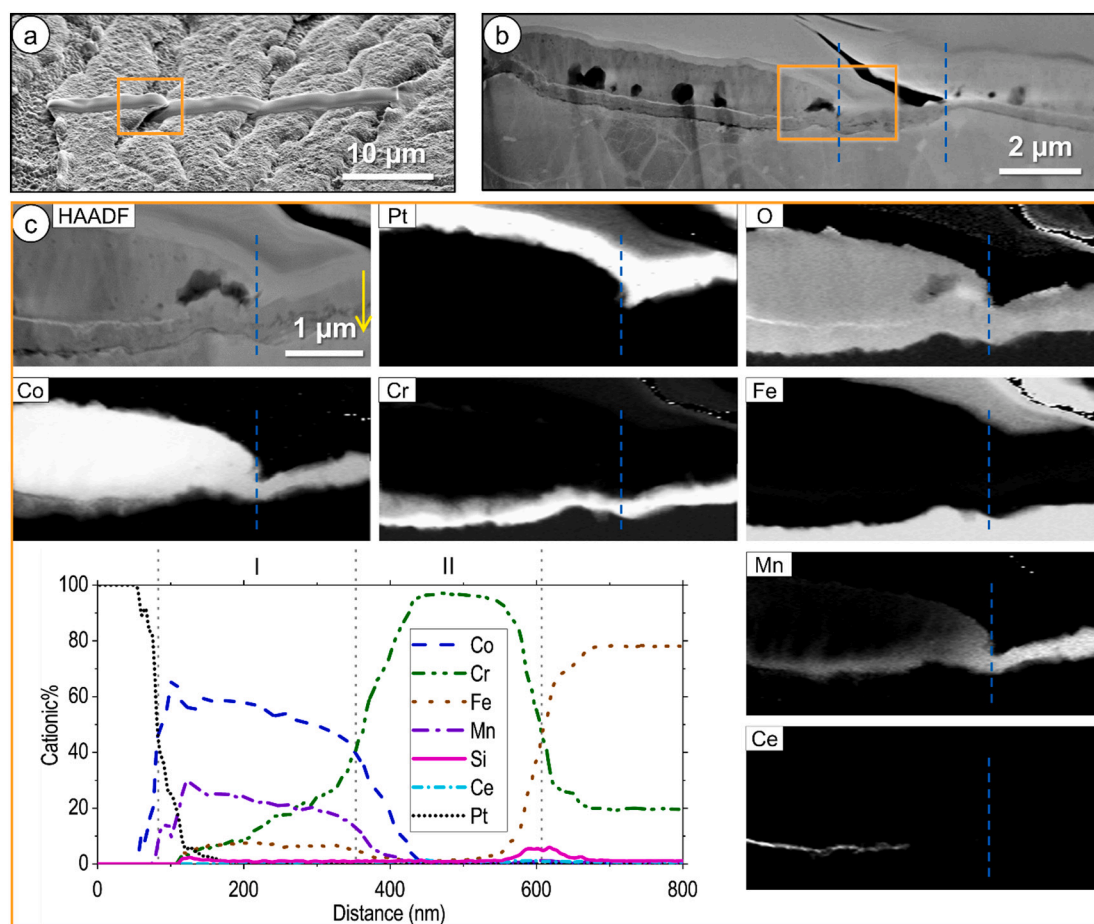 a
10 µm
b
2 µm
c
HAADF
1 µm
Pt
O
Co
Cr
Fe
I
II
100
80
60
40
20
0
Cationic%
Co
Cr
Fe
Mn
Si
Ce
Pt
0
200
400
600
800
Distance (nm)
Mn
Ce